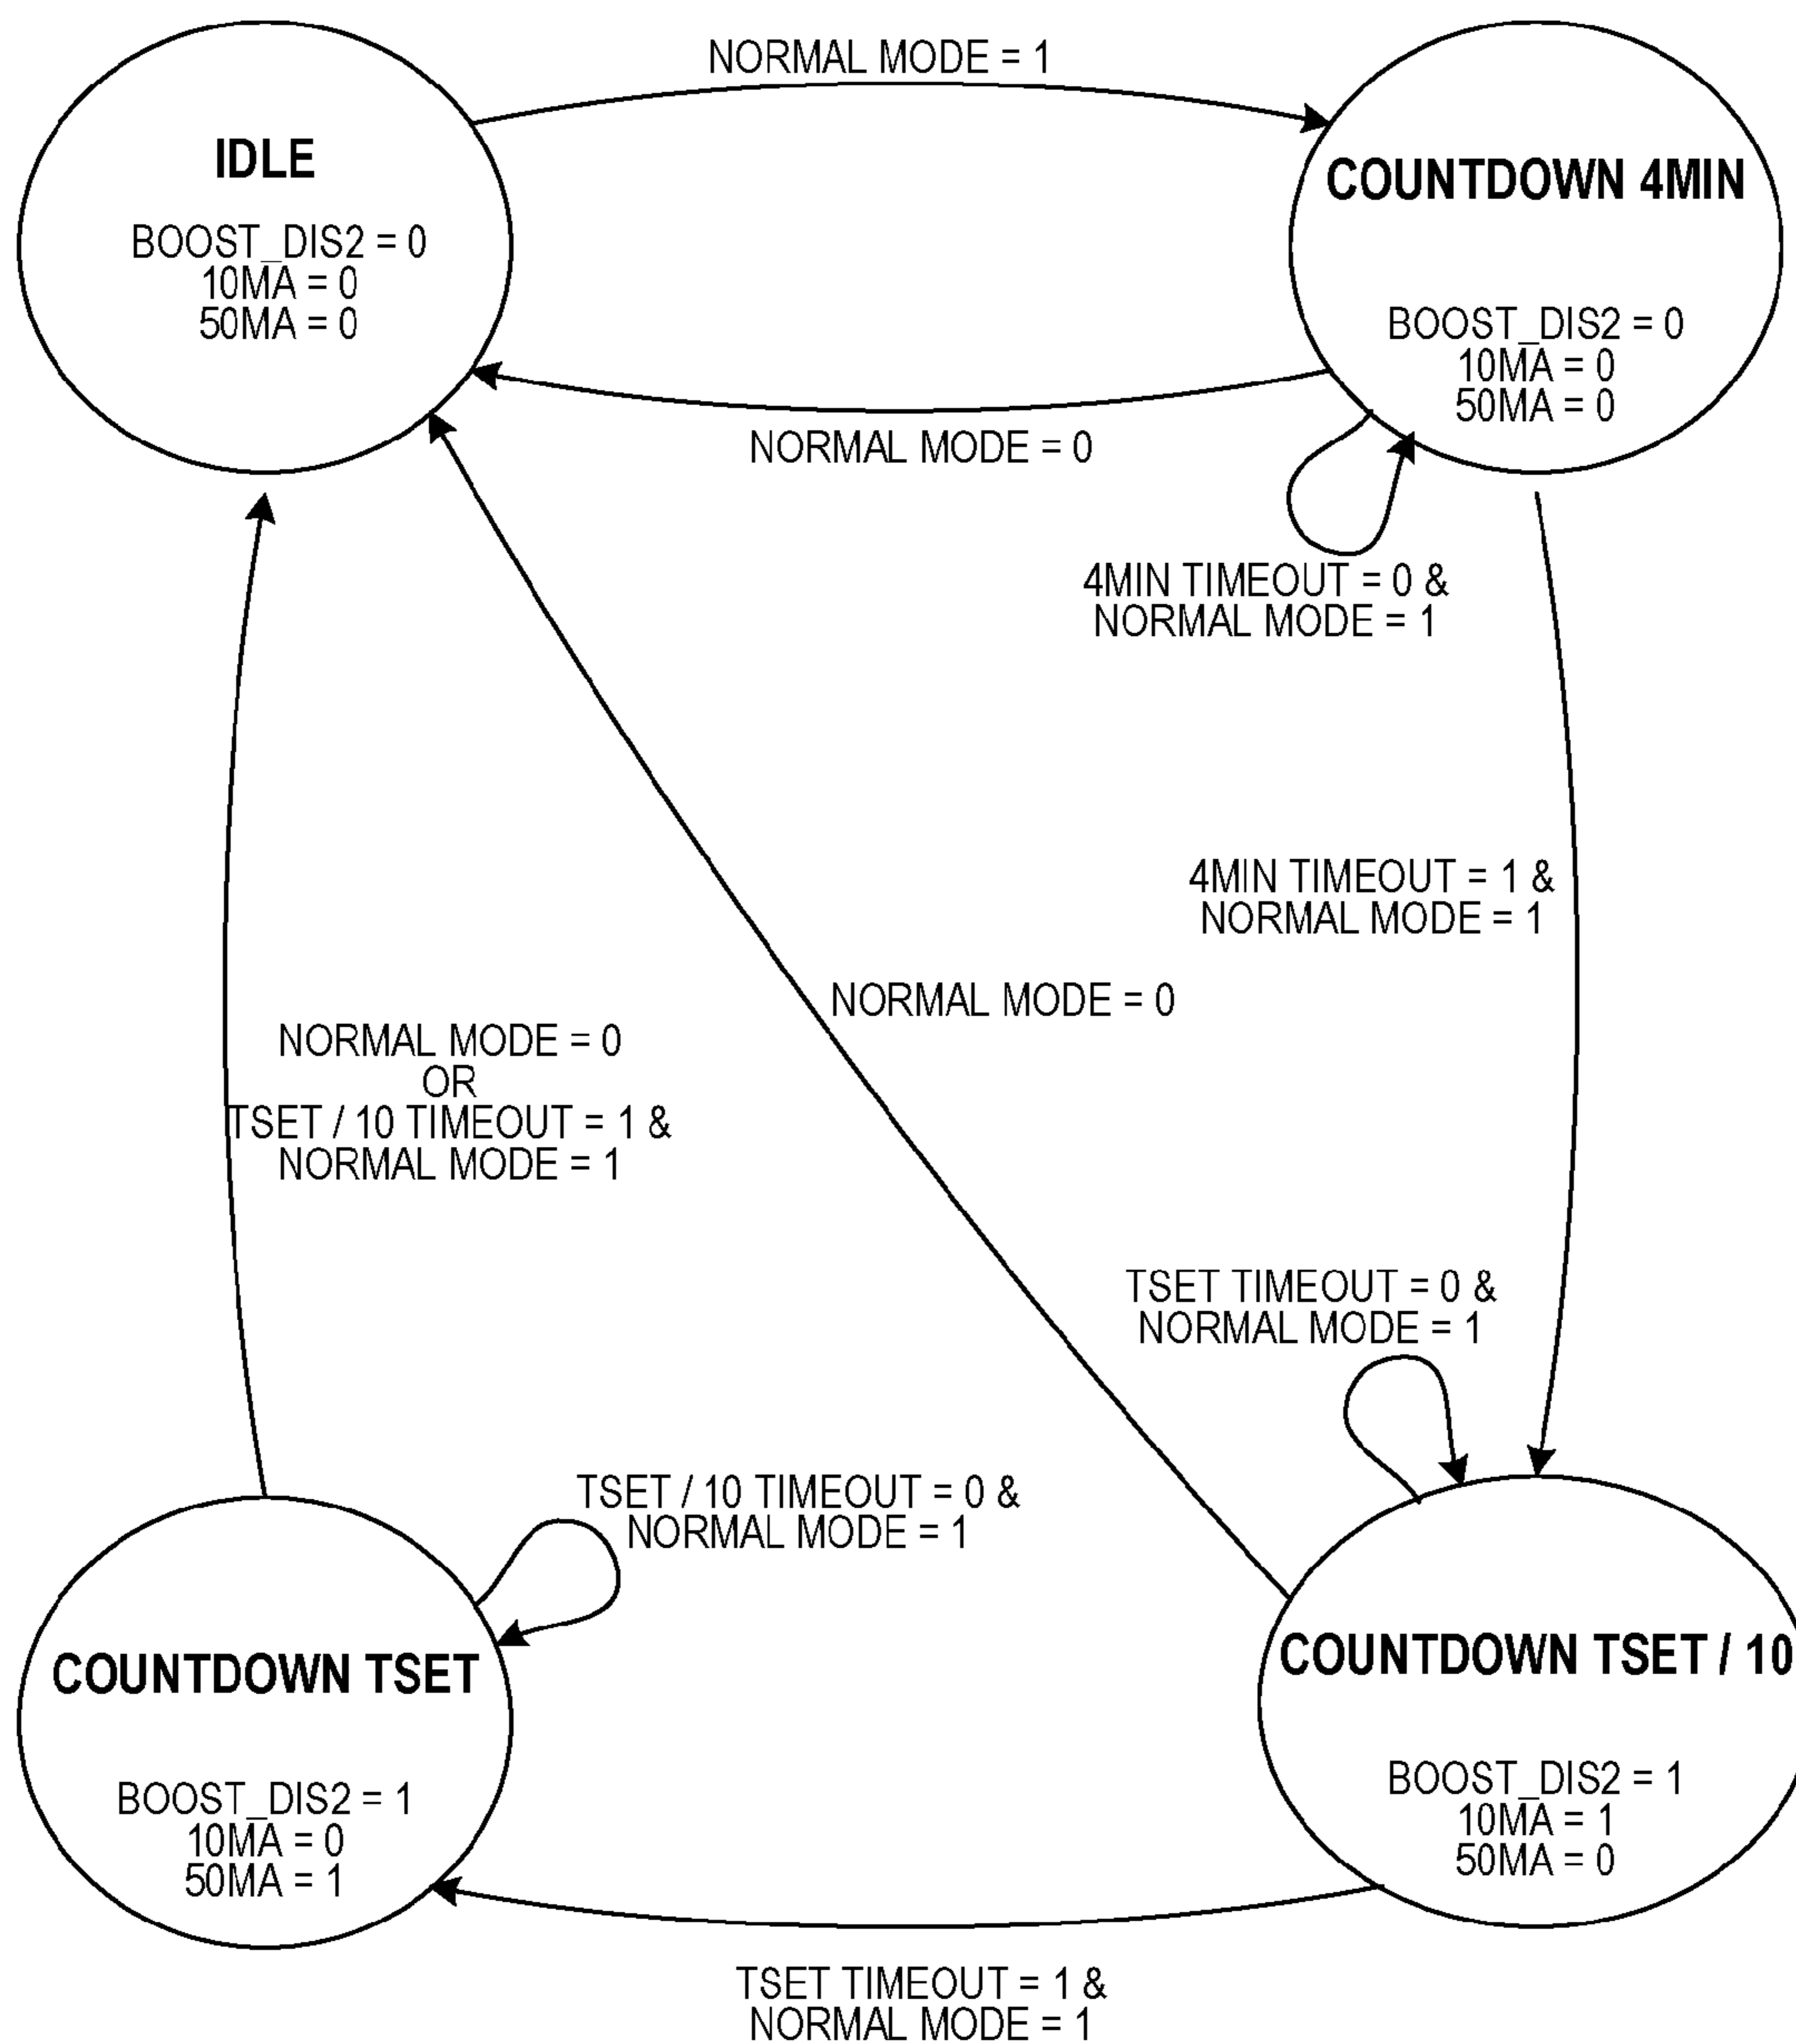 NORMAL MODE = 1
IDLE
BOOST_DIS2 = 0
10MA = 0
50MA = 0
COUNTDOWN 4MIN
BOOST_DIS2 = 0
10MA = 0
50MA = 0
NORMAL MODE = 0
4MIN TIMEOUT = 0 &
NORMAL MODE = 1
4MIN TIMEOUT = 1 &
NORMAL MODE = 1
NORMAL MODE = 0
NORMAL MODE = 0
OR
TSET / 10 TIMEOUT = 1 &
NORMAL MODE = 1
TSET TIMEOUT = 0 &
NORMAL MODE = 1
TSET / 10 TIMEOUT = 0 &
NORMAL MODE = 1
COUNTDOWN TSET
BOOST_DIS2 = 1
10MA = 0
50MA = 1
COUNTDOWN TSET / 10
BOOST_DIS2 = 1
10MA = 1
50MA = 0
TSET TIMEOUT = 1 &
NORMAL MODE = 1